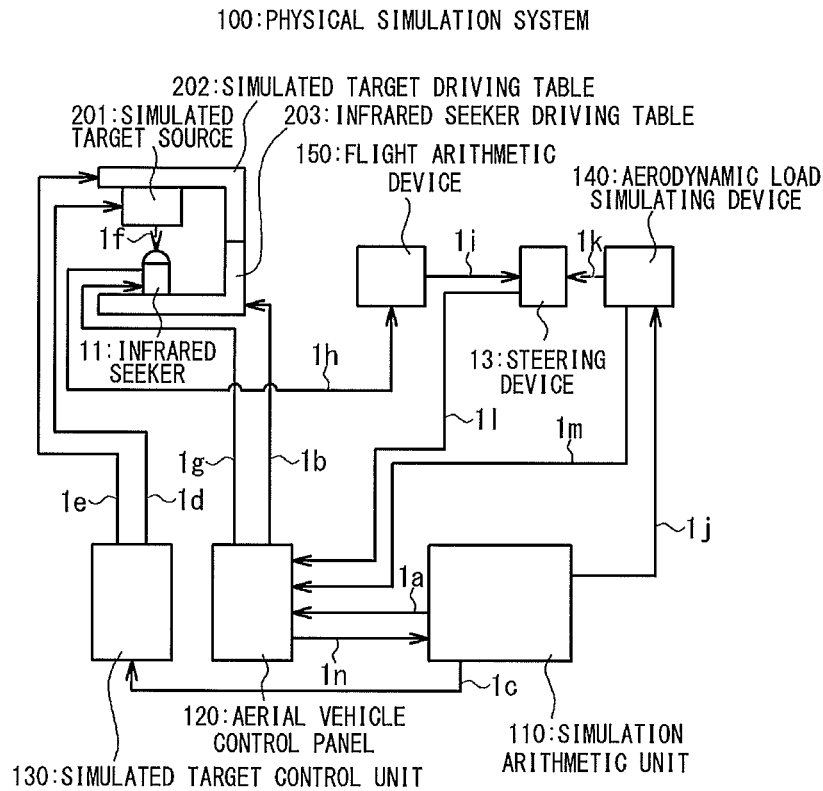 100:PHYSICAL SIMULATION SYSTEM
202:SIMULATED TARGET DRIVING TABLE
201:SIMULATED
TARGET SOURCE
203:INFRARED SEEKER DRIVING TABLE
150:FLIGHT ARITHMETIC
DEVICE
140:AERODYNAMIC LOAD
SIMULATING DEVICE
1f
1i
1k
11:INFRARED
SEEKER
1h
13:STEERING
DEVICE
1l
1m
1g
1b
1e
1d
1j
1a
1n
1c
120:AERIAL VEHICLE
CONTROL PANEL
110:SIMULATION
ARITHMETIC UNIT
130:SIMULATED TARGET CONTROL UNIT